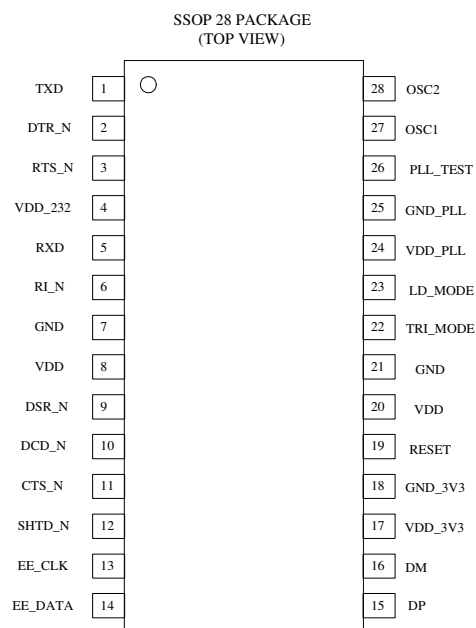 SSOP 28 PACKAGE
(TOP VIEW)
TXD 1 28 OSC2
DTR_N 2 27 OSC1
RTS_N 3 26 PLL_TEST
VDD_232 4 25 GND_PLL
RXD 5 24 VDD_PLL
RI_N 6 23 LD_MODE
GND 7 22 TRI_MODE
VDD 8 21 GND
DSR_N 9 20 VDD
DCD_N 10 19 RESET
CTS_N 11 18 GND_3V3
SHTD_N 12 17 VDD_3V3
EE_CLK 13 16 DM
EE_DATA 14 15 DP